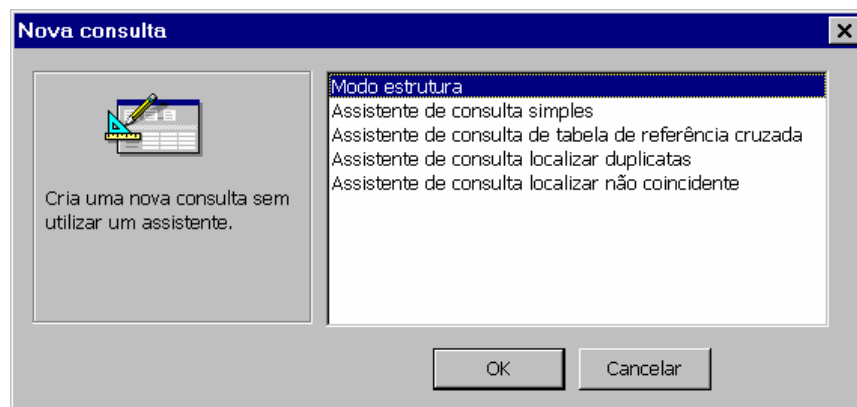 Nova consulta
Modo estrutura
Assistente de consulta simples
Assistente de consulta de tabela de referência cruzada
Assistente de consulta localizar duplicatas
Assistente de consulta localizar não coincidente
Cria uma nova consulta sem
utilizar um assistente.
OK
Cancelar